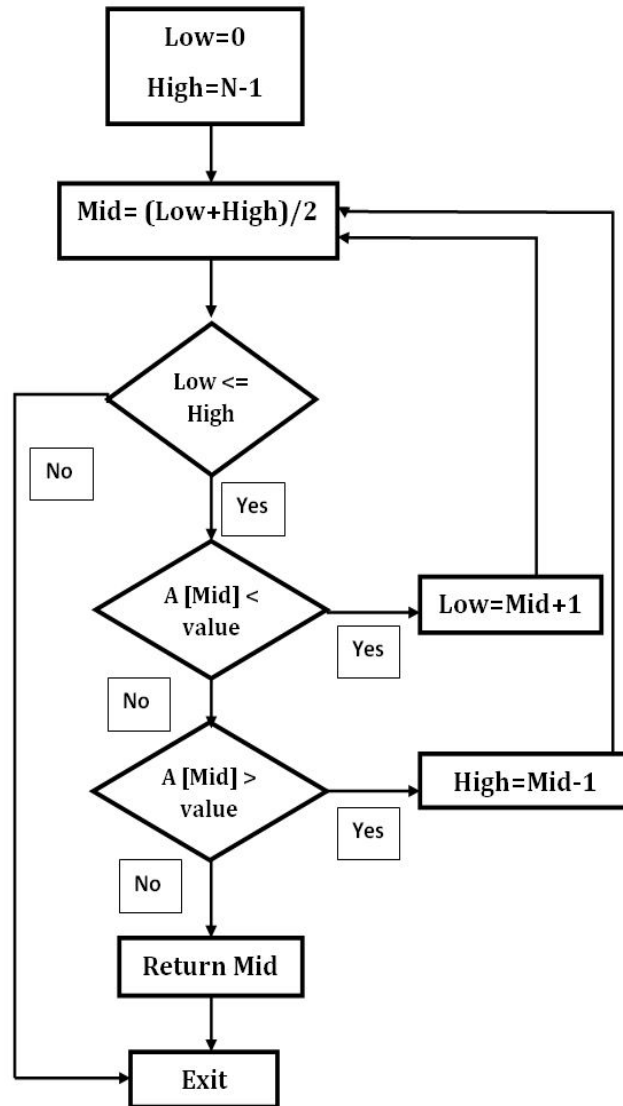 Low=0
High=N-1
Mid= (Low+High)/2
Low <=
High
No
Yes
A [Mid] <
value
Yes
Low=Mid+1
No
A [Mid] >
value
Yes
High=Mid-1
No
Return Mid
Exit